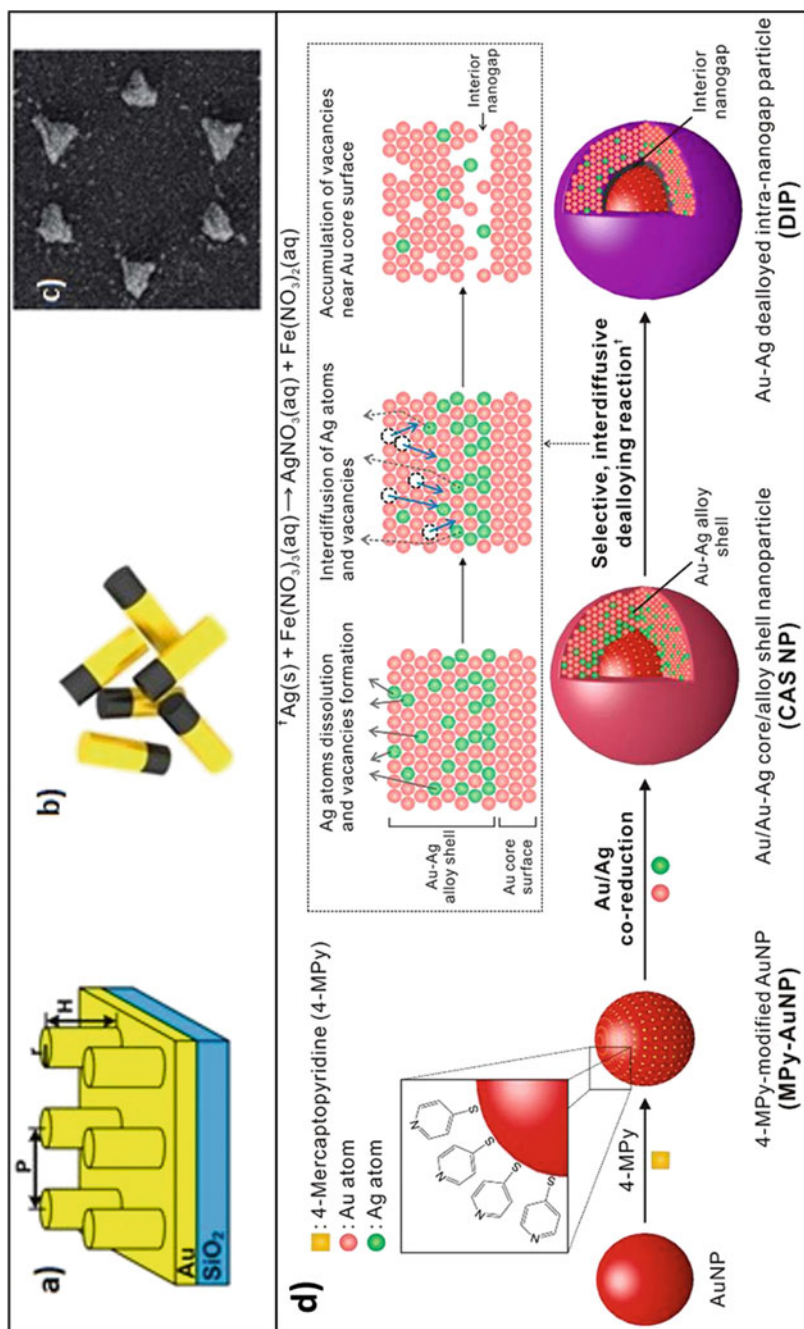 a)
P
H
r
Au
SiO₂
b)
c)
d)
†Ag(s) + Fe(NO₃)₃(aq) ⟶ AgNO₃(aq) + Fe(NO₃)₂(aq)
: 4-Mercaptopyridine (4-MPy)
: Au atom
: Ag atom
N
S
N
S
N
S
N
S
Ag atoms dissolution
and vacancies formation
Interdiffusion of Ag atoms
and vacancies
Accumulation of vacancies
near Au core surface
Au-Ag
alloy shell
Au core
surface
Interior
nanogap
4-MPy
Au/Ag
co-reduction
Au-Ag alloy
shell
Selective, interdiffusive
dealloying reaction†
Interior
nanogap
AuNP
4-MPy-modified AuNP
(MPy-AuNP)
Au/Au-Ag core/alloy shell nanoparticle
(CAS NP)
Au-Ag dealloyed intra-nanogap particle
(DIP)